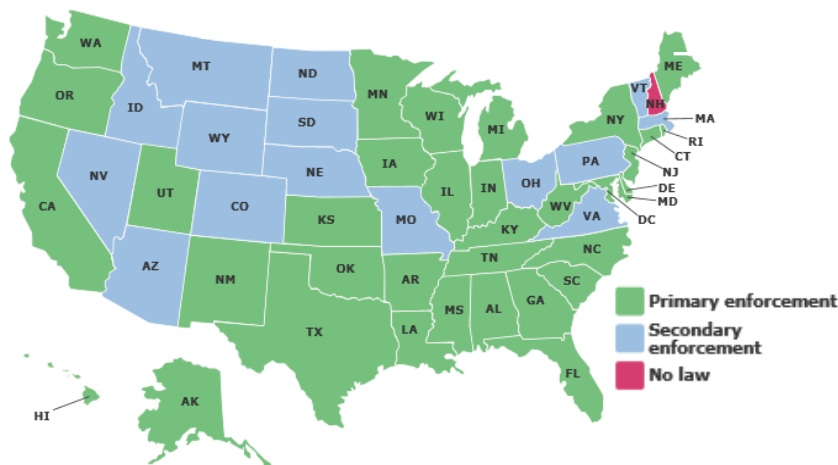 WA
MT
ND
MN
ME
VT
NH
OR
ID
SD
WI
MI
NY
MA
RI
CT
WY
NE
IA
PA
NJ
NV
UT
CO
IL
IN
OH
DE
MD
DC
CA
KS
MO
WV
VA
KY
AZ
NM
OK
AR
TN
NC
SC
TX
LA
MS
AL
GA
FL
HI
AK
Primary enforcement
Secondary
enforcement
No law